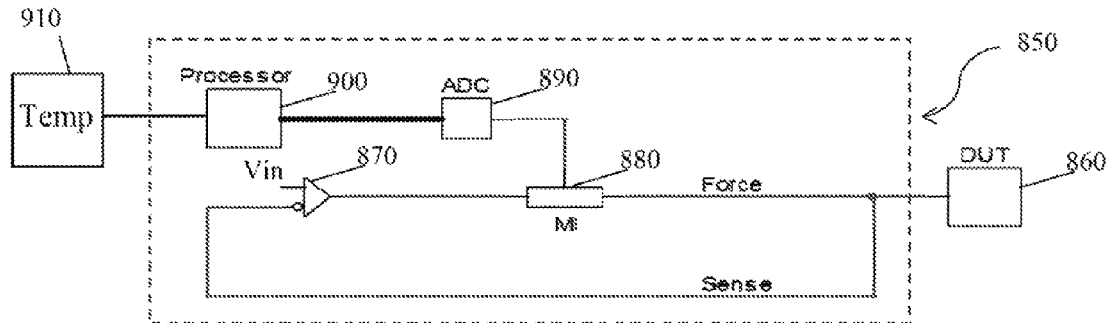 910
850
Processor
900
ADC
890
Temp
Vin
870
880
DUT
860
Force
MI
Sense